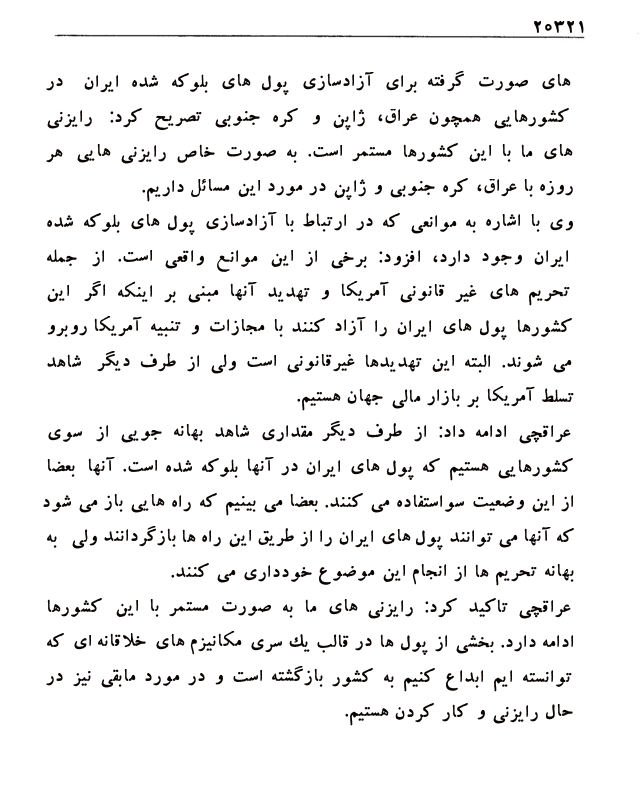 ۲۰۳۲۱
های صورت گرفته برای آزادسازی پول های بلوکه شده ایران در
کشورهایی همچون عراق، ژاپن و کره جنوبی تصریح کرد: رایزنی
های ما با این کشورها مستمر است. به صورت خاص رایزنی هایی هر
روزه با عراق، کره جنوبی و ژاپن در مورد این مسائل داریم.
وی با اشاره به موانعی که در ارتباط با آزادسازی پول های بلوکه شده
ایران وجود دارد، افزود: برخی از این موانع واقعی است. از جمله
تحریم های غیر قانونی آمریکا و تهدید آنها مبنی بر اینکه اگر این
کشورها پول های ایران را آزاد کنند با مجازات و تنبیه آمریکا روبرو
می شوند. البته این تهدیدها غیرقانونی است ولی از طرف دیگر شاهد
تسلط آمریکا بر بازار مالی جهان هستیم.
عراقچی ادامه داد: از طرف دیگر مقداری شاهد بهانه جویی از سوی
کشورهایی هستیم که پول های ایران در آنها بلوکه شده است. آنها بعضا
از این وضعیت سواستفاده می کنند. بعضا می بینیم که راه هایی باز می شود
که آنها می توانند پول های ایران را از طریق این راه ها بازگردانند ولی به
بهانه تحریم ها از انجام این موضوع خودداری می کنند.
عراقچی تاکید کرد: رایزنی های ما به صورت مستمر با این کشورها
ادامه دارد. بخشی از پول ها در قالب یك سری مکانیزم های خلاقانه ای که
توانسته ایم ابداع کنیم به کشور بازگشته است و در مورد مابقی نیز در
حال رایزنی و کار کردن هستیم.